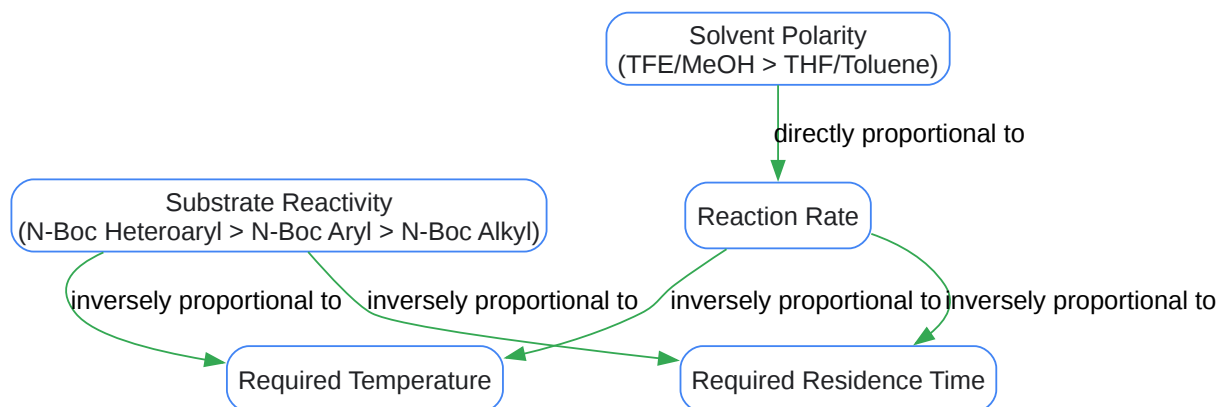 Solvent Polarity
(TFE/MeOH > THF/Toluene)
directly proportional to
Substrate Reactivity
(N-Boc Heteroaryl > N-Boc Aryl > N-Boc Alkyl)
Reaction Rate
inversely proportional to
inversely proportional to
inversely proportional to
inversely proportional to
Required Temperature
Required Residence Time